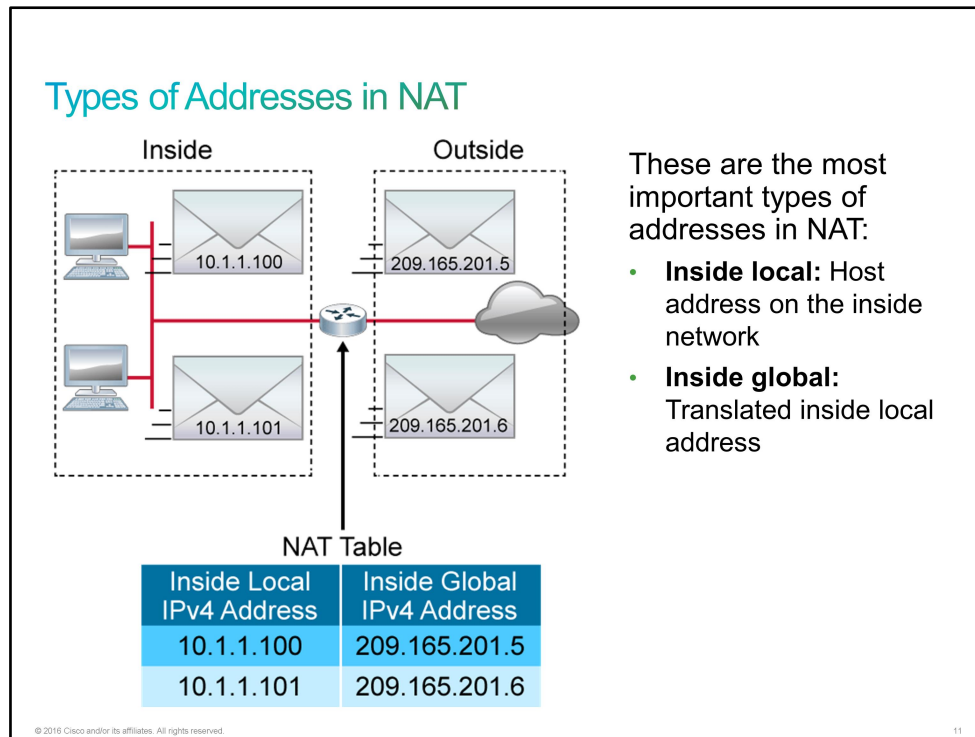 Types of Addresses in NAT
Inside
Outside
10.1.1.100
209.165.201.5
10.1.1.101
209.165.201.6
These are the most
important types of
addresses in NAT:
• Inside local: Host
address on the inside
network
• Inside global:
Translated inside local
address
NAT Table
Inside Local
IPv4 Address
Inside Global
IPv4 Address
10.1.1.100
209.165.201.5
10.1.1.101
209.165.201.6
© 2016 Cisco and/or its affiliates. All rights reserved.
11